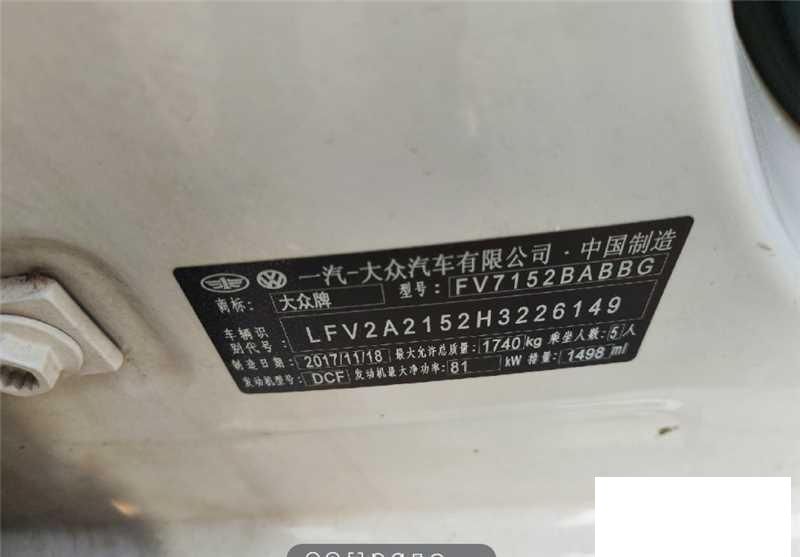 一汽-大众汽车有限公司·中国制造
商标: 大众牌 型号: FV7152BABBG
车辆识别代号: LFV2A2152H3226149
制造日期: 2017/11/18 最大允许总质量: 1740 kg 乘坐人数: 5 人
发动机型号: DCF 发动机最大净功率: 81 kW 排量: 1498 ml